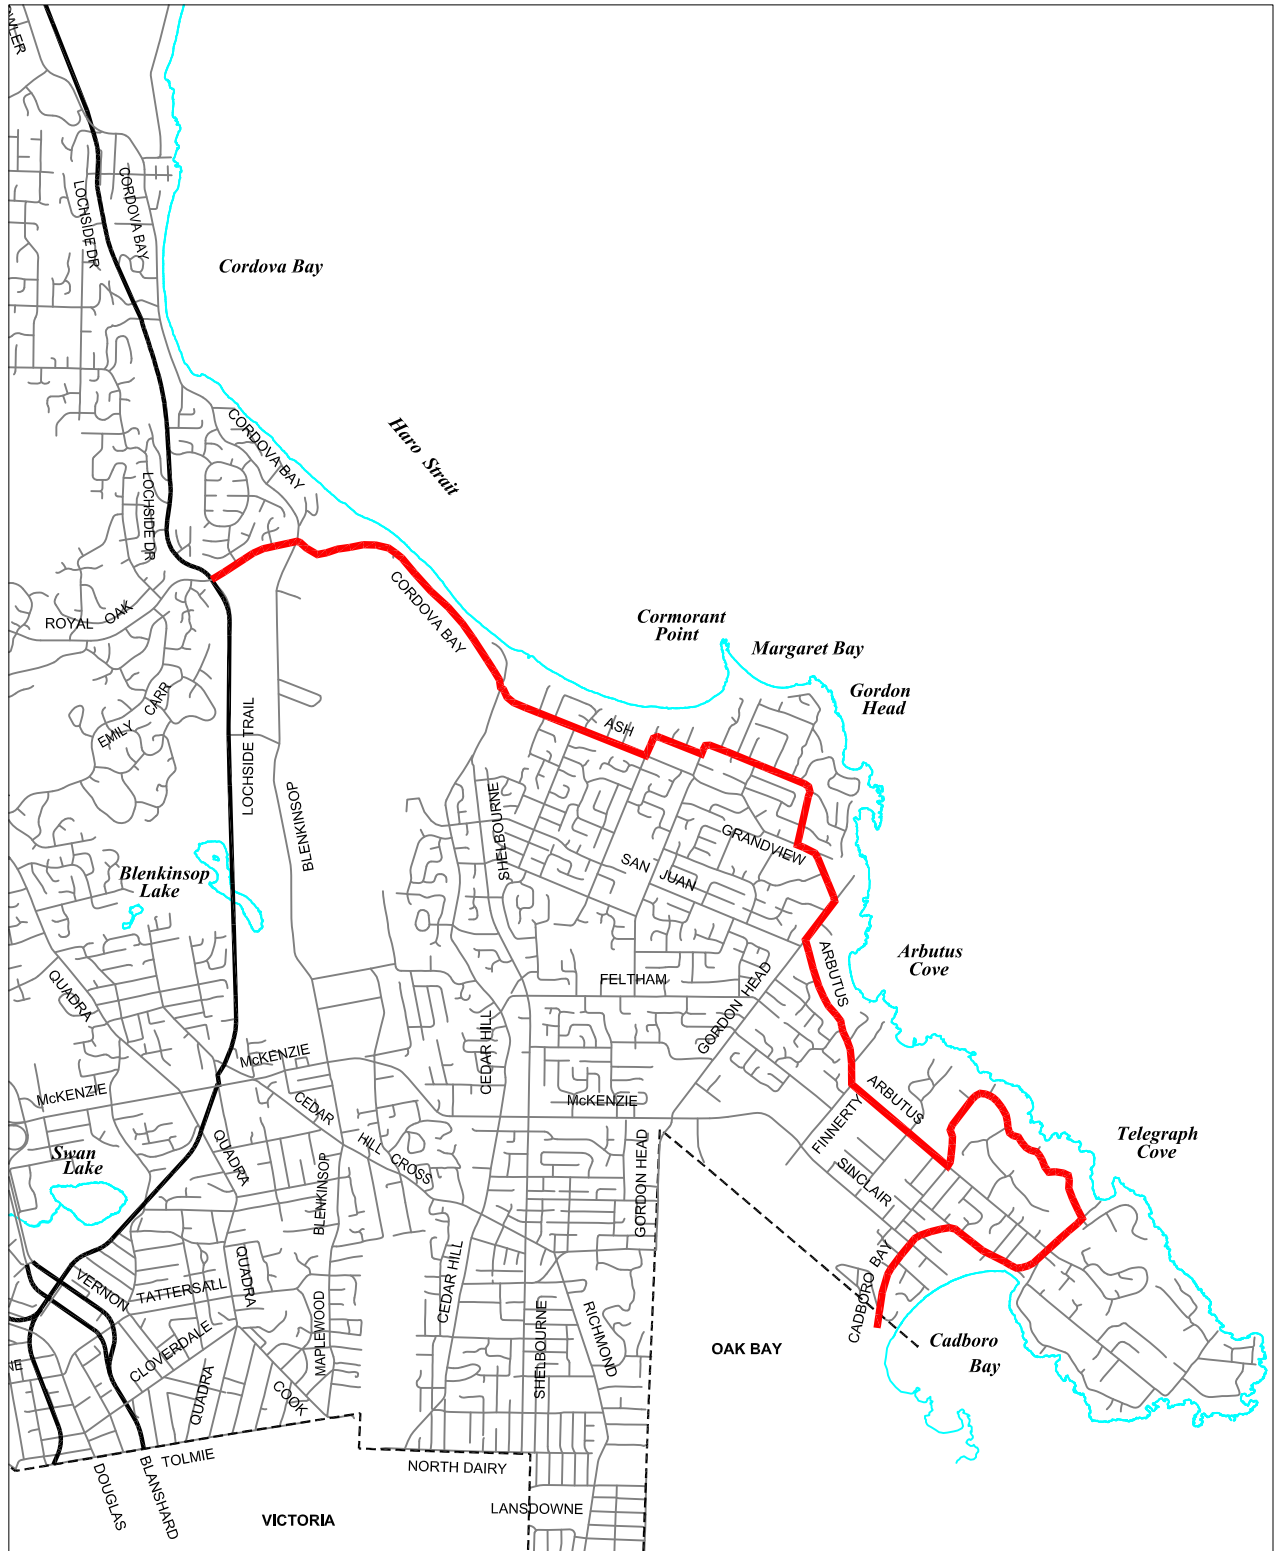 CORDOVA BAY
LOCHSIDE DR
Cordova Bay
CORDOVA BAY
Haro Strait
LOCHSIDE DR
ROYAL OAK
CORDOVA BAY
Cormorant
Point
Margaret Bay
Gordon
Head
EMILY CARR
LOCHSIDE TRAIL
ASH
BLENKINSOP
SHELBOURNE
GRANDVIEW
SAN JUAN
Blenkinsop
Lake
Arbutus
Cove
ARBUTUS
FELTHAM
GORDON HEAD
QUADRA
CEDAR HILL
McKENZIE
McKENZIE
McKENZIE
ARBUTUS
FINNERTY
CEDAR HILL CROSS
Telegraph
Cove
Swan
Lake
QUADRA
BLENKINSOP
GORDON HEAD
SINCLAIR
VERNON
TATTERSALL
QUADRA
CEDAR HILL
CADBORO BAY
MAPLEWOOD
CLOVERDALE
SHELBOURNE
RICHMOND
OAK BAY
Cadboro
Bay
QUADRA
COOK
TOLMIE
NORTH DAIRY
DOUGLAS
BLANSHARD
LANSDOWNE
VICTORIA